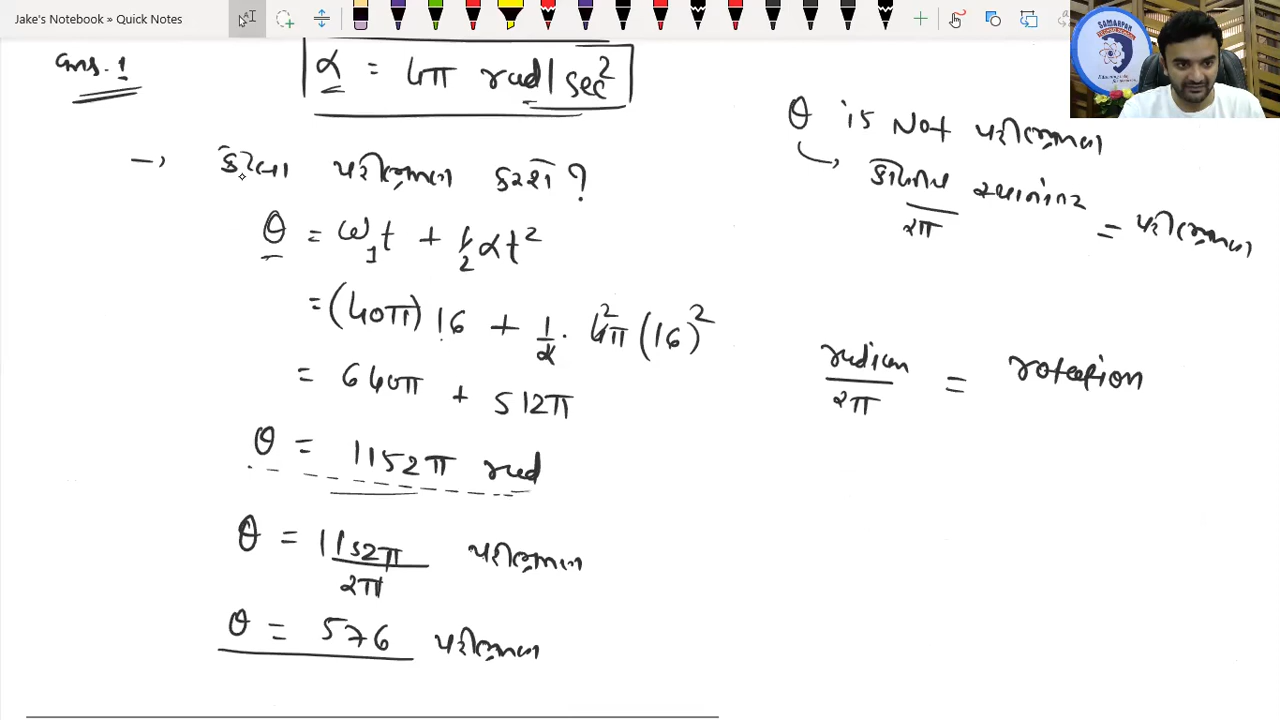 Jake's Notebook » Quick Notes
SAMARPAN
Ans. 1
α = 4π rad/sec²
→ કેટલા પરીભ્રમણ કરશે ?
θ = ω₁t + ½αt²
= (40π) 16 + 1/2 · 4²π (16)²
= 640π + 512π
θ = 1152π rad
θ = 1152π/2π પરીભ્રમણ
θ = 576 પરીભ્રમણ
θ is Not પરીભ્રમણ
કોણીય સ્થાનાંતર / 2π = પરીભ્રમણ
radian / 2π = rotation